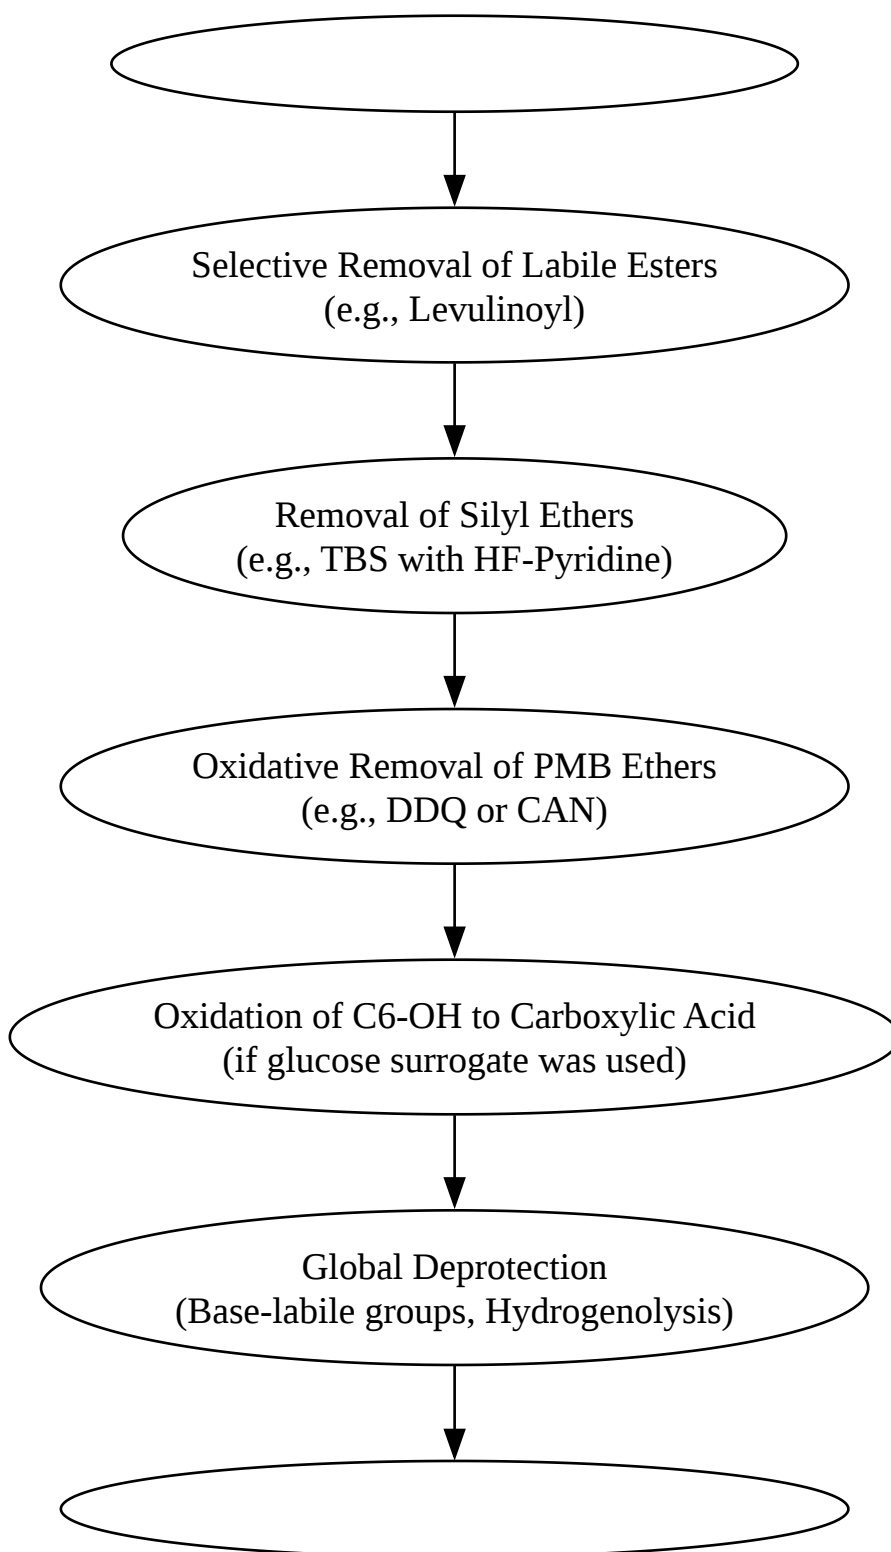 Selective Removal of Labile Esters
(e.g., Levulinoyl)
Removal of Silyl Ethers
(e.g., TBS with HF-Pyridine)
Oxidative Removal of PMB Ethers
(e.g., DDQ or CAN)
Oxidation of C6-OH to Carboxylic Acid
(if glucose surrogate was used)
Global Deprotection
(Base-labile groups, Hydrogenolysis)